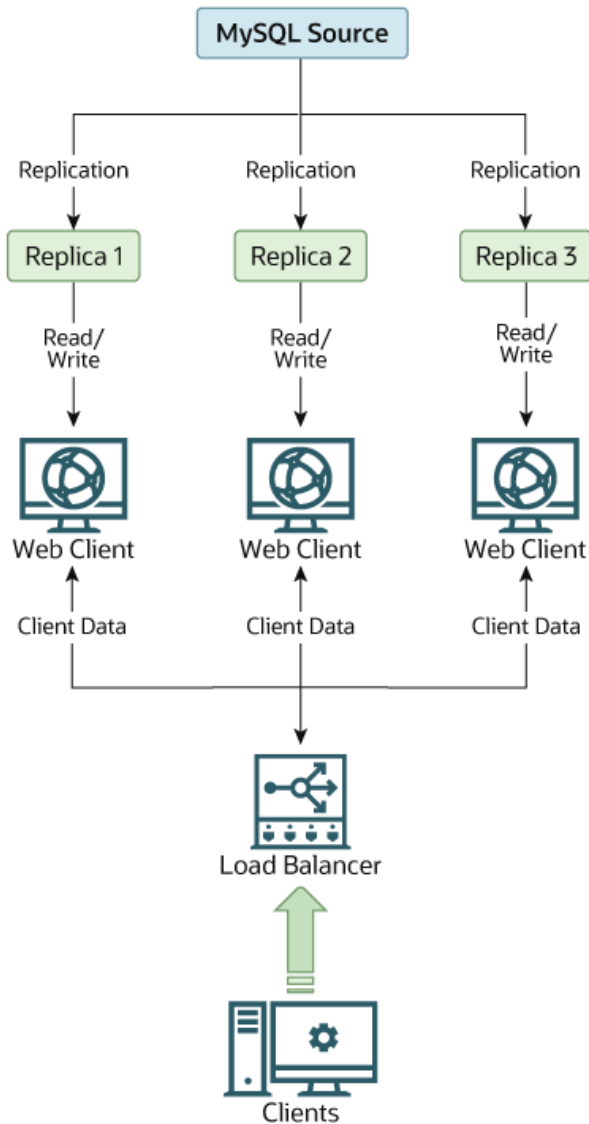 MySQL Source
Replication
Replication
Replication
Replica 1
Replica 2
Replica 3
Read/
Write
Read/
Write
Read/
Write
Web Client
Web Client
Web Client
Client Data
Client Data
Client Data
Load Balancer
Clients